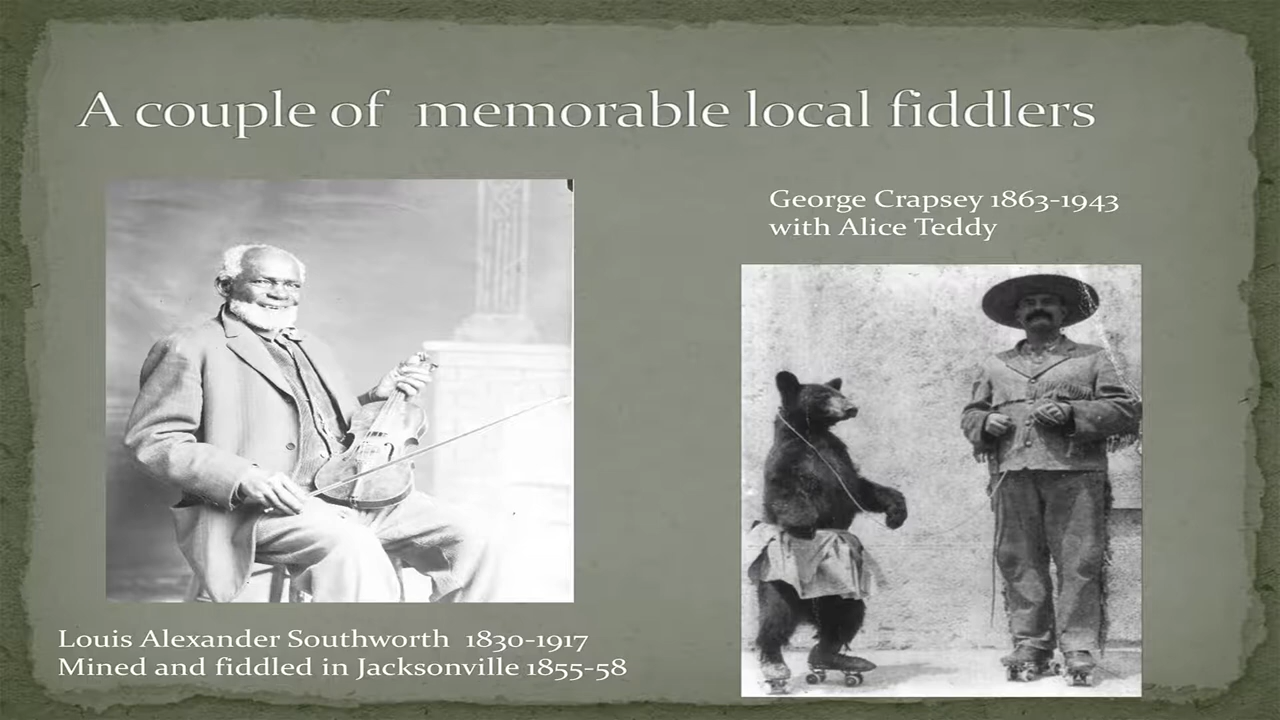 A couple of memorable local fiddlers
George Crapsey 1863-1943
with Alice Teddy
Louis Alexander Southworth 1830-1917
Mined and fiddled in Jacksonville 1855-58